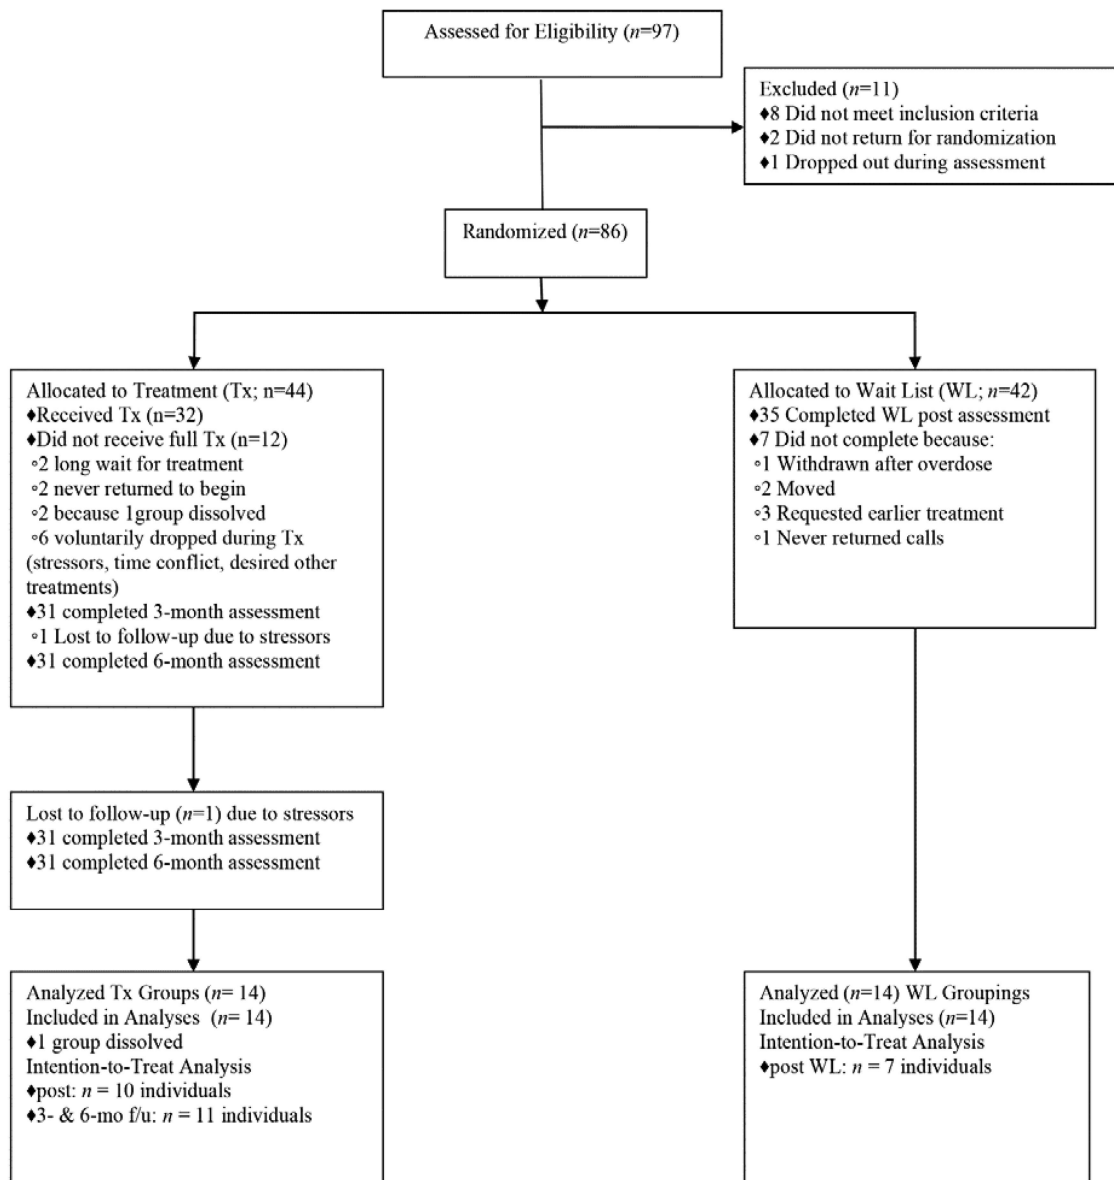 Assessed for Eligibility (n=97)
Excluded (n=11)
♦8 Did not meet inclusion criteria
♦2 Did not return for randomization
♦1 Dropped out during assessment
Randomized (n=86)
Allocated to Treatment (Tx; n=44)
♦Received Tx (n=32)
♦Did not receive full Tx (n=12)
◦2 long wait for treatment
◦2 never returned to begin
◦2 because 1group dissolved
◦6 voluntarily dropped during Tx
(stressors, time conflict, desired other
treatments)
♦31 completed 3-month assessment
◦1 Lost to follow-up due to stressors
♦31 completed 6-month assessment
Allocated to Wait List (WL; n=42)
♦35 Completed WL post assessment
♦7 Did not complete because:
◦1 Withdrawn after overdose
◦2 Moved
◦3 Requested earlier treatment
◦1 Never returned calls
Lost to follow-up (n=1) due to stressors
♦31 completed 3-month assessment
♦31 completed 6-month assessment
Analyzed Tx Groups (n= 14)
Included in Analyses (n= 14)
♦1 group dissolved
Intention-to-Treat Analysis
♦post: n = 10 individuals
♦3- & 6-mo f/u: n = 11 individuals
Analyzed (n=14) WL Groupings
Included in Analyses (n=14)
Intention-to-Treat Analysis
♦post WL: n = 7 individuals